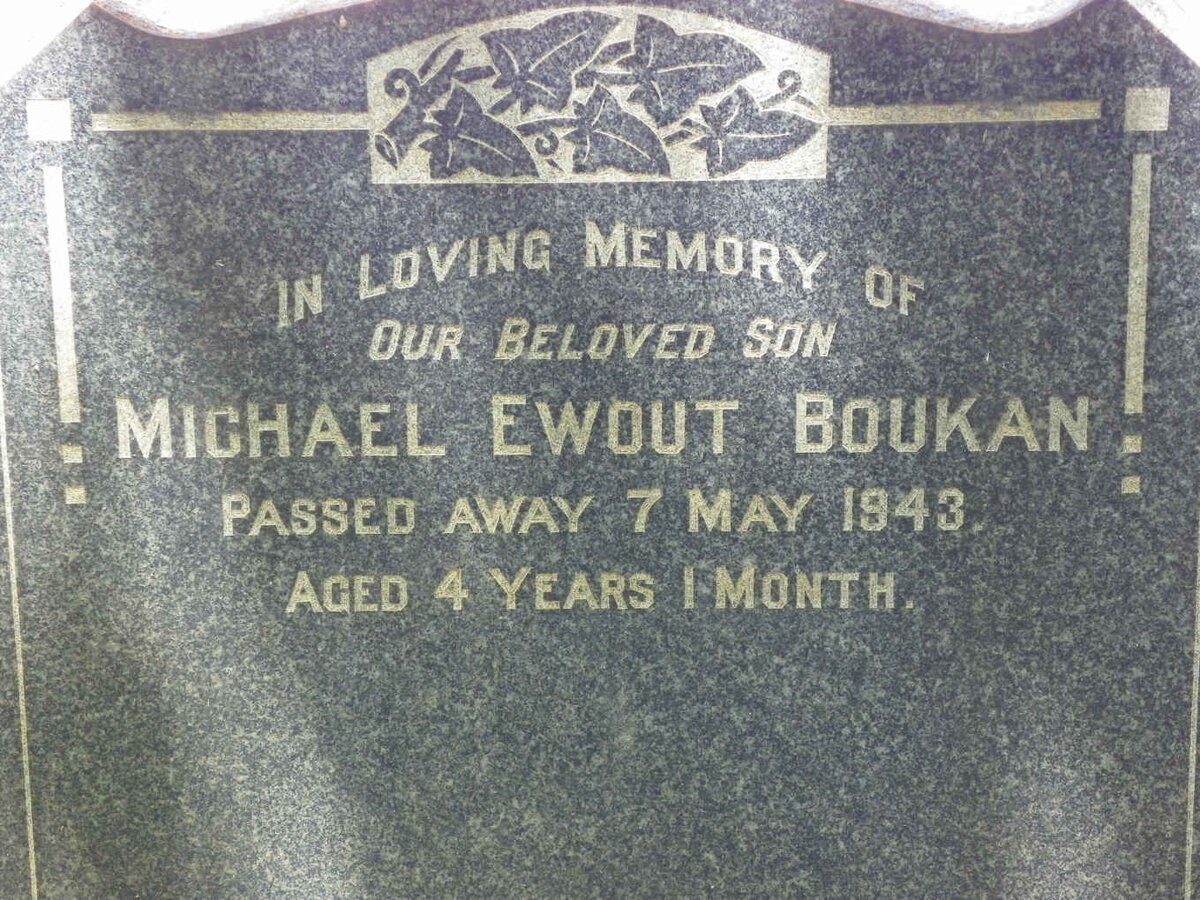 IN LOVING MEMORY OF
OUR BELOVED SON
MICHAEL EWOUT BOUKAN
PASSED AWAY 7 MAY 1943.
AGED 4 YEARS 1 MONTH.